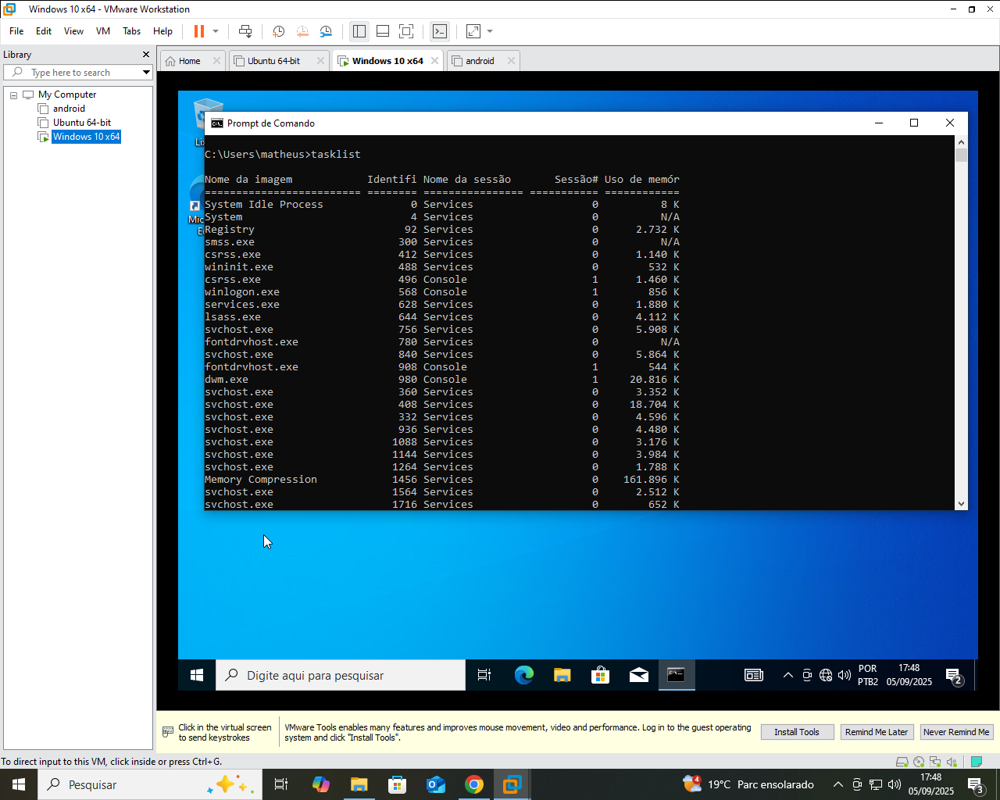 Windows 10 x64 - VMware Workstation
File Edit View VM Tabs Help
Library
Type here to search
My Computer
android
Ubuntu 64-bit
Windows 10 x64
Home
Ubuntu 64-bit
Windows 10 x64
android
Prompt de Comando
C:\Users\matheus>tasklist
Nome da imagem Identifi Nome da sessão Sessão# Uso de memór
========================= ======== ================ =========== ============
System Idle Process 0 Services 0 8 K
System 4 Services 0 N/A
Registry 92 Services 0 2.732 K
smss.exe 300 Services 0 N/A
csrss.exe 412 Services 0 1.140 K
wininit.exe 488 Services 0 532 K
csrss.exe 496 Console 1 1.460 K
winlogon.exe 568 Console 1 856 K
services.exe 628 Services 0 1.880 K
lsass.exe 644 Services 0 4.112 K
svchost.exe 756 Services 0 5.908 K
fontdrvhost.exe 780 Services 0 N/A
svchost.exe 840 Services 0 5.864 K
fontdrvhost.exe 908 Console 1 544 K
dwm.exe 980 Console 1 20.816 K
svchost.exe 360 Services 0 3.352 K
svchost.exe 408 Services 0 18.704 K
svchost.exe 332 Services 0 4.596 K
svchost.exe 936 Services 0 4.480 K
svchost.exe 1088 Services 0 3.176 K
svchost.exe 1144 Services 0 3.984 K
svchost.exe 1264 Services 0 1.788 K
Memory Compression 1456 Services 0 161.896 K
svchost.exe 1564 Services 0 2.512 K
svchost.exe 1716 Services 0 652 K
Digite aqui para pesquisar
POR
PTB2
17:48
05/09/2025
2
Click in the virtual screen
to send keystrokes
VMware Tools enables many features and improves mouse movement, video and performance. Log in to the guest operating
system and click "Install Tools".
Install Tools
Remind Me Later
Never Remind Me
To direct input to this VM, click inside or press Ctrl+G.
Pesquisar
4
19°C Parc ensolarado
17:48
05/09/2025
3